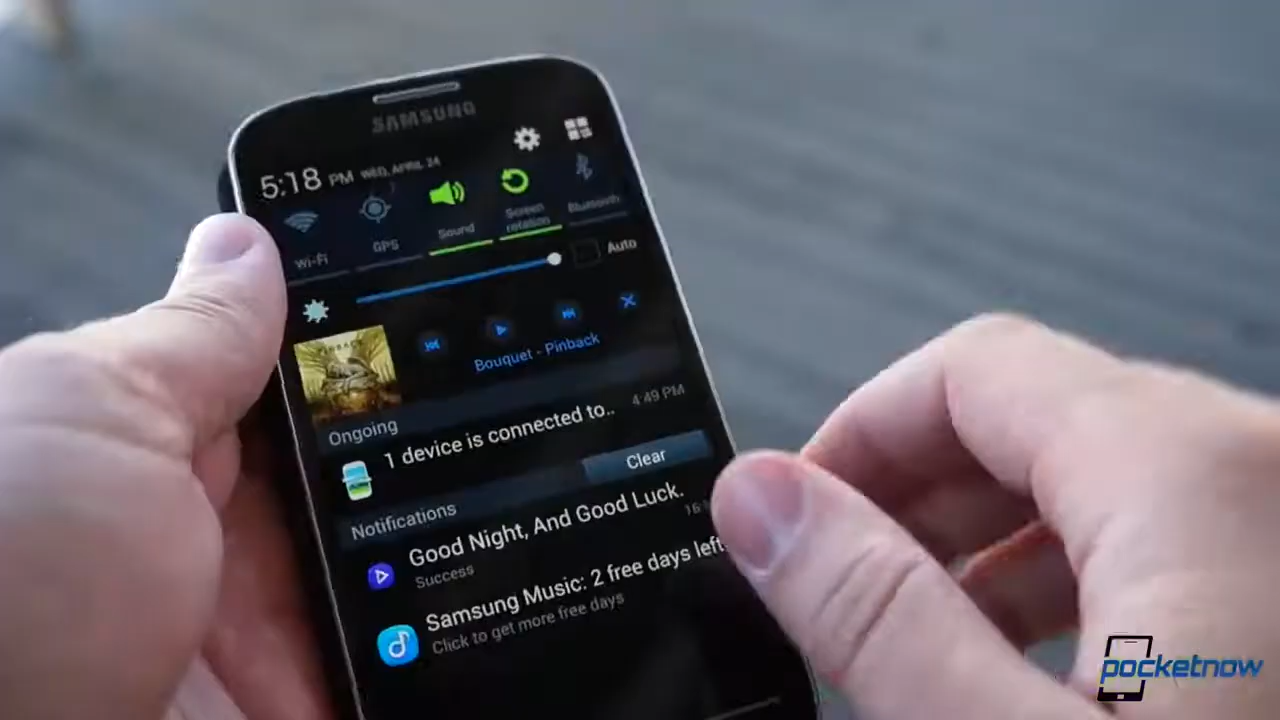 SAMSUNG
5:18 PM WED, APRIL 24
Wi-Fi
GPS
Sound
Screen
rotation
Bluetooth
Auto
Bouquet - Pinback
Ongoing
1 device is connected to..
4:49 PM
Clear
Notifications
Good Night, And Good Luck.
Success
Samsung Music: 2 free days left
Click to get more free days
pocketnow